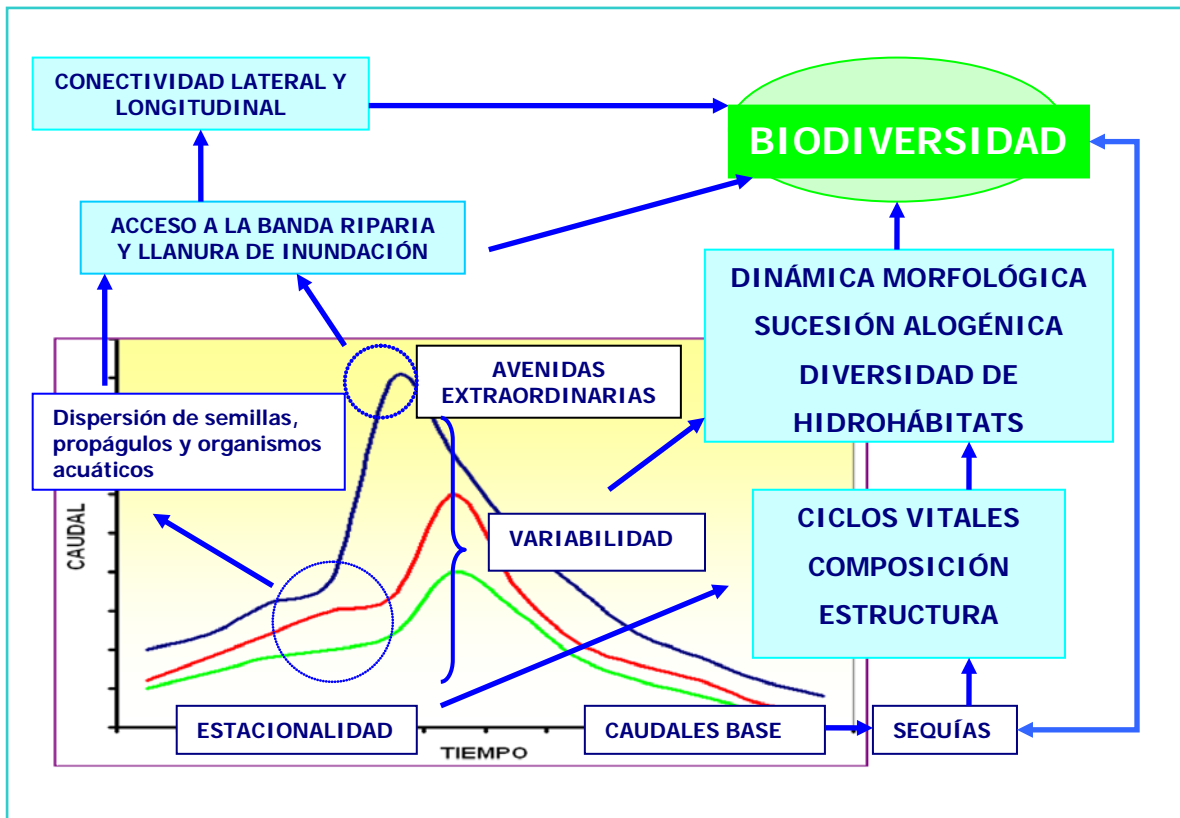 CONECTIVIDAD LATERAL Y
LONGITUDINAL
BIODIVERSIDAD
ACCESO A LA BANDA RIPARIA
Y LLANURA DE INUNDACIÓN
DINÁMICA MORFOLÓGICA
SUCESIÓN ALOGÉNICA
DIVERSIDAD DE
HIDROHÁBITATS
AVENIDAS
EXTRAORDINARIAS
Dispersión de semillas,
propágulos y organismos
acuáticos
CAUDAL
VARIABILIDAD
CICLOS VITALES
COMPOSICIÓN
ESTRUCTURA
ESTACIONALIDAD
CAUDALES BASE
SEQUÍAS
TIEMPO